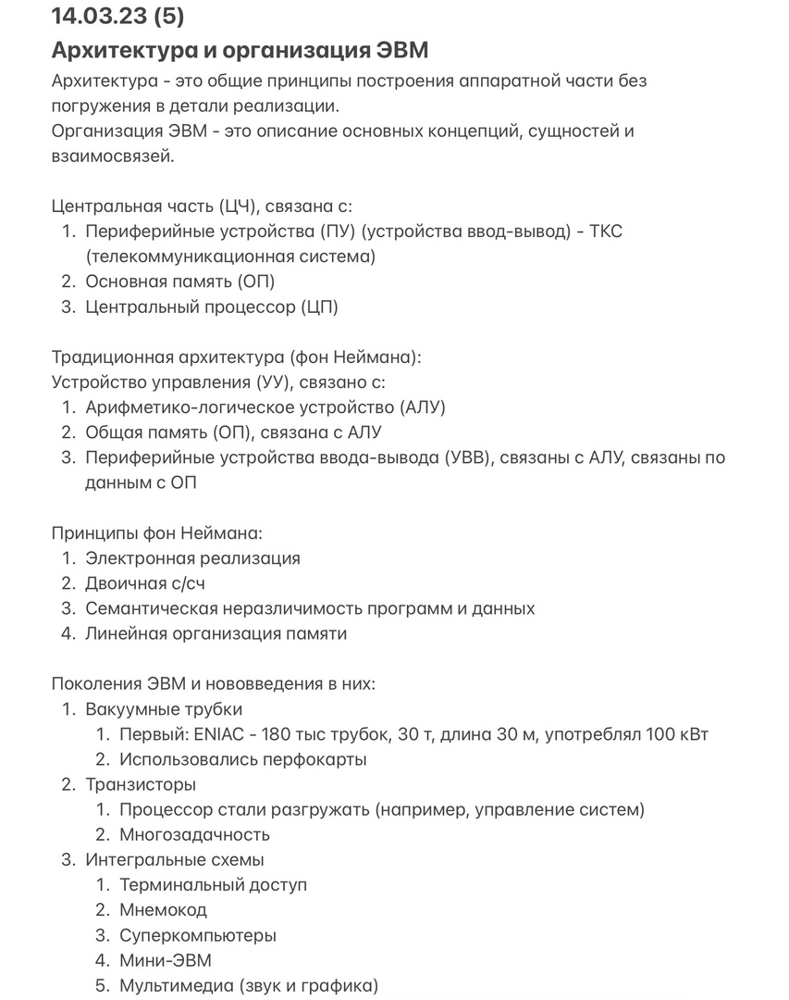 14.03.23 (5)
Архитектура и организация ЭВМ
Архитектура - это общие принципы построения аппаратной части без
погружения в детали реализации.
Организация ЭВМ - это описание основных концепций, сущностей и
взаимосвязей.
Центральная часть (ЦЧ), связана с:
1. Периферийные устройства (ПУ) (устройства ввод-вывод) - ТКС
(телекоммуникационная система)
2. Основная память (ОП)
3. Центральный процессор (ЦП)
Традиционная архитектура (фон Неймана):
Устройство управления (УУ), связано с:
1. Арифметико-логическое устройство (АЛУ)
2. Общая память (ОП), связана с АЛУ
3. Периферийные устройства ввода-вывода (УВВ), связаны с АЛУ, связаны по
данным с ОП
Принципы фон Неймана:
1. Электронная реализация
2. Двоичная с/сч
3. Семантическая неразличимость программ и данных
4. Линейная организация памяти
Поколения ЭВМ и нововведения в них:
1. Вакуумные трубки
1. Первый: ENIAC - 180 тыс трубок, 30 т, длина 30 м, употреблял 100 кВт
2. Использовались перфокарты
2. Транзисторы
1. Процессор стали разгружать (например, управление систем)
2. Многозадачность
3. Интегральные схемы
1. Терминальный доступ
2. Мнемокод
3. Суперкомпьютеры
4. Мини-ЭВМ
5. Мультимедиа (звук и графика)